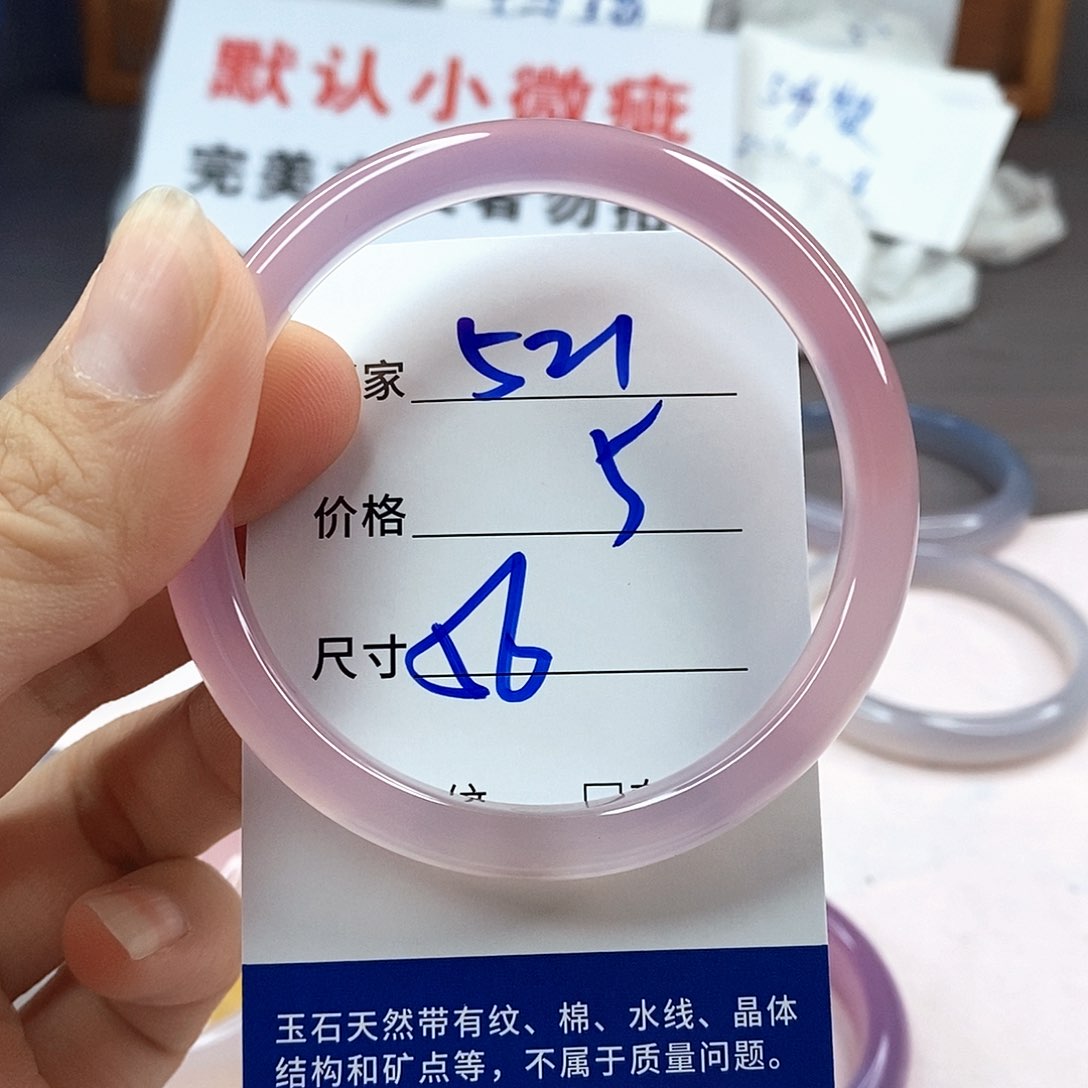 默认小微疵
完美
家 521
价格 5
尺寸 56
玉石天然带有纹、棉、水线、晶体
结构和矿点等，不属于质量问题。